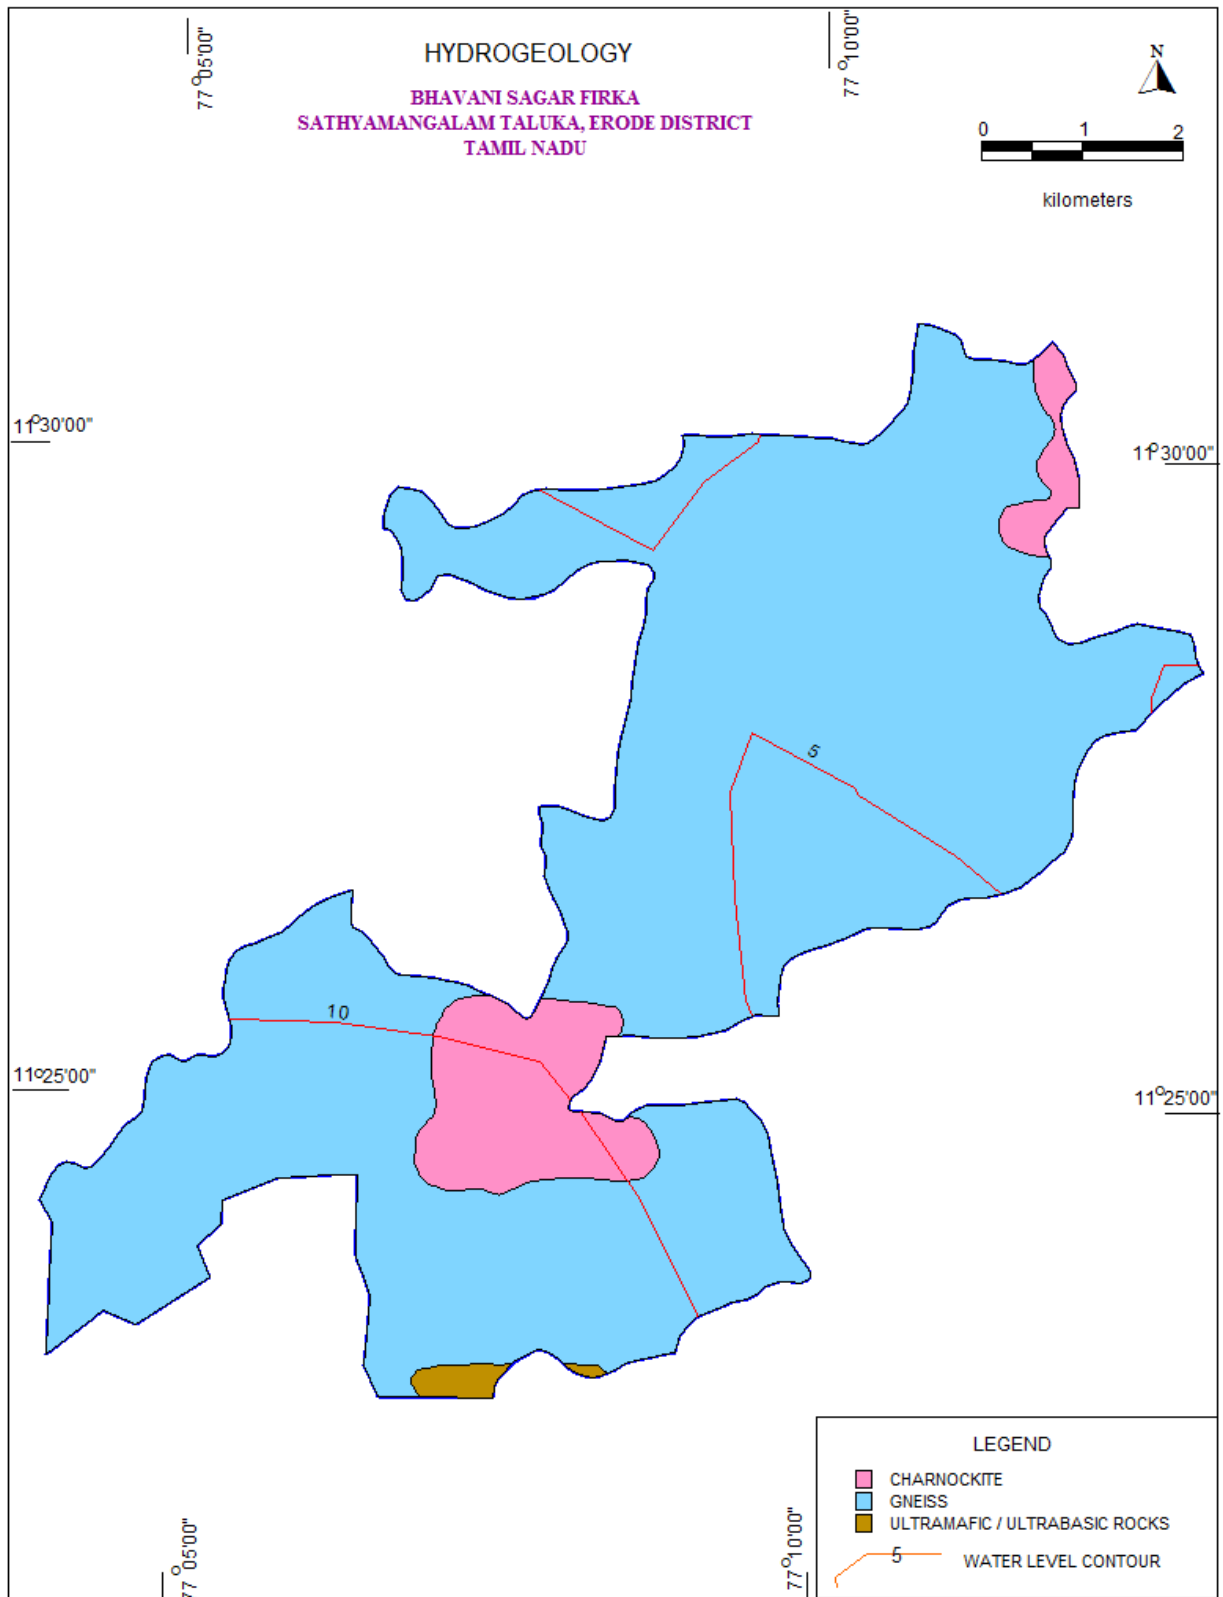 77°05'00"
HYDROGEOLOGY
77°10'00"
N
BHAVANI SAGAR FIRKA
SATHYAMANGALAM TALUKA, ERODE DISTRICT
TAMIL NADU
0 1 2
kilometers
11°30'00"
11°30'00"
5
10
11°25'00"
11°25'00"
LEGEND
CHARNOCKITE
GNEISS
ULTRAMAFIC / ULTRABASIC ROCKS
5 WATER LEVEL CONTOUR
77°05'00"
77°10'00"